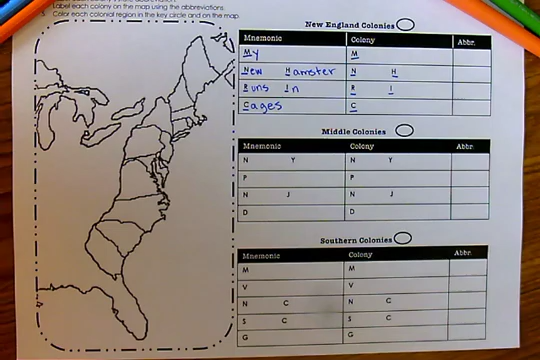 Label each colony on the map using the abbreviations.
Color each colonial region in the key circle and on the map.
New England Colonies
Mnemonic Colony Abbr.
My M
New Hamster N H
Runs In R I
Cages C
Middle Colonies
Mnemonic Colony
N Y N Y
P P
N J N J
D D
Southern Colonies
Mnemonic Colony Abbr.
M M
V V
N C N C
S C S C
G G